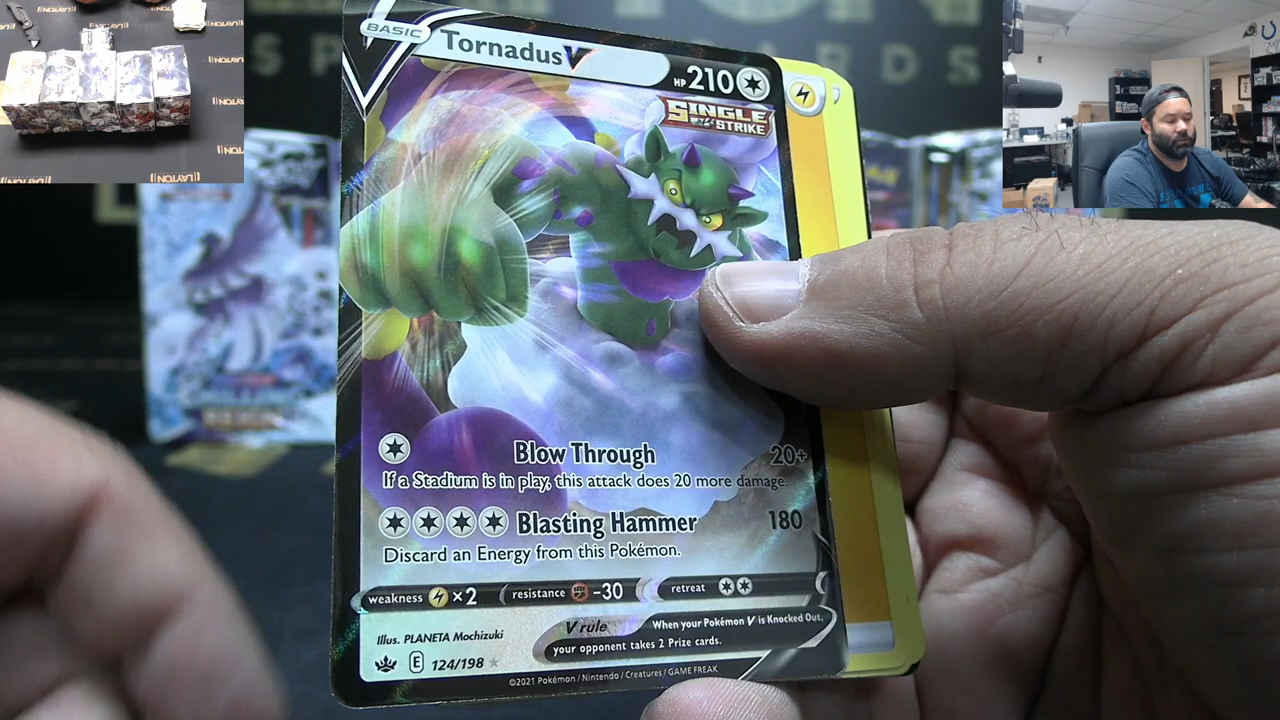 BASIC
Tornadus V
HP 210
SINGLE STRIKE
Blow Through 20+
If a Stadium is in play, this attack does 20 more damage.
Blasting Hammer 180
Discard an Energy from this Pokémon.
weakness ×2 resistance -30 retreat
V rule When your Pokémon V is Knocked Out,
your opponent takes 2 Prize cards.
Illus. PLANETA Mochizuki
E 124/198
©2021 Pokémon / Nintendo / Creatures / GAME FREAK
LAYTON
LAYTON